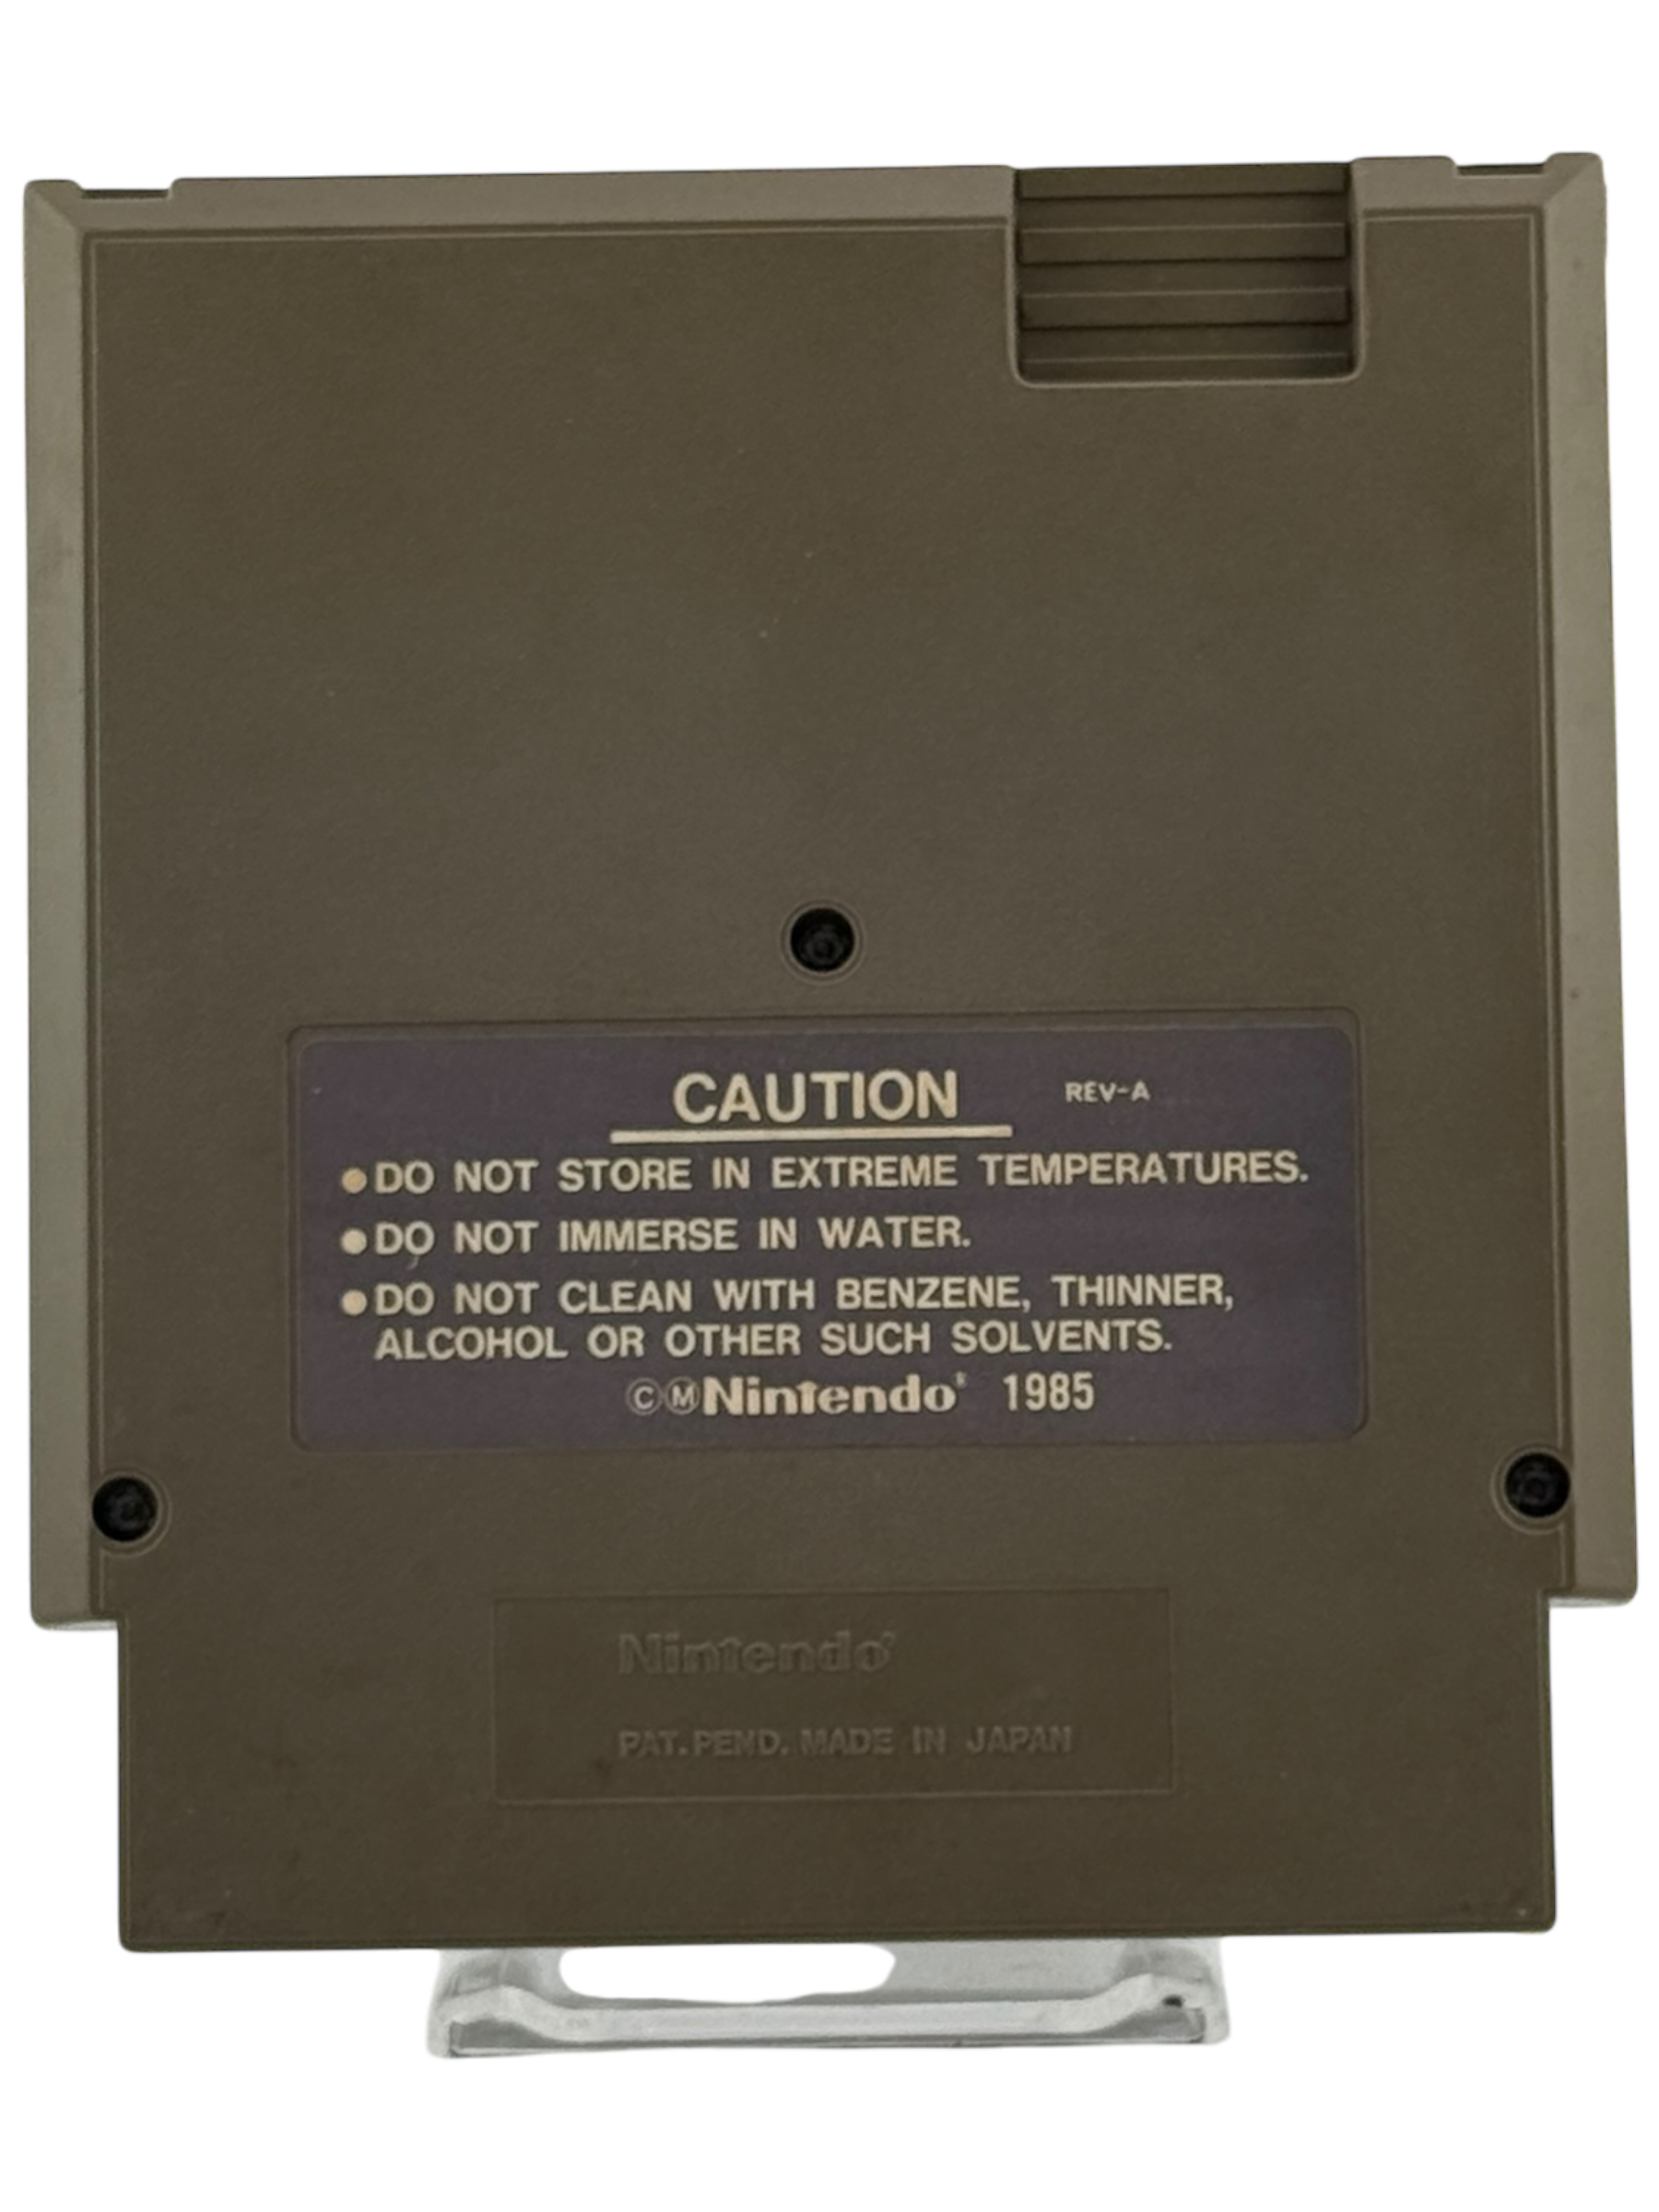 CAUTION REV-A
●DO NOT STORE IN EXTREME TEMPERATURES.
●DO NOT IMMERSE IN WATER.
●DO NOT CLEAN WITH BENZENE, THINNER,
ALCOHOL OR OTHER SUCH SOLVENTS.
©ⓂNintendo® 1985
Nintendo®
PAT. PEND. MADE IN JAPAN